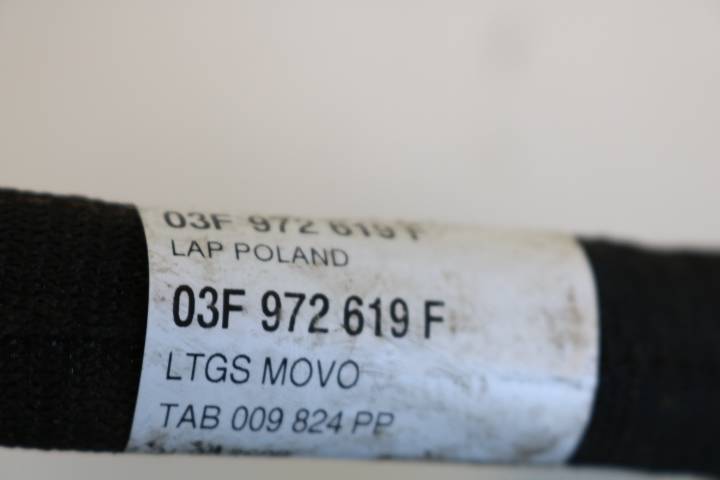 03F 972 619 F
LAP POLAND
03F 972 619 F
LTGS MOVO
TAB 009 824 PP